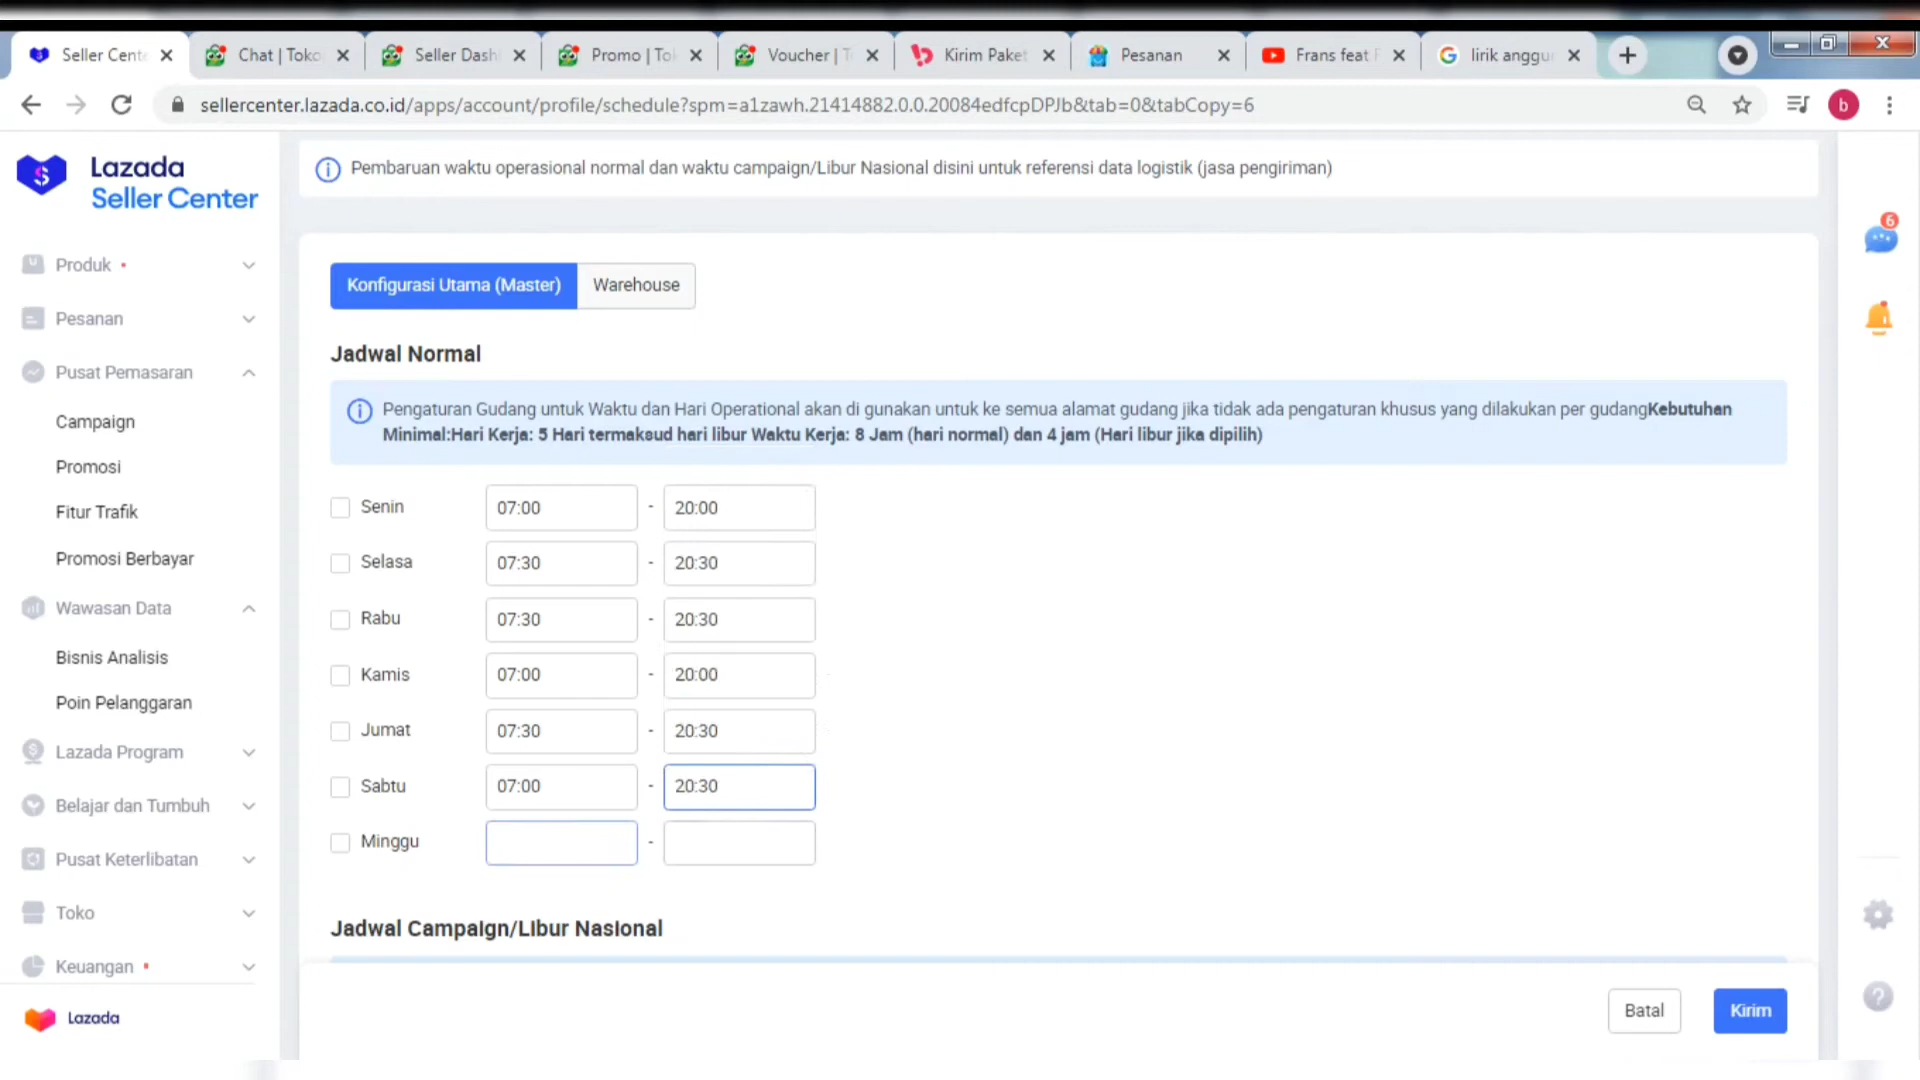 Seller Cente
Chat | Toko
Seller Dash
Promo | Tok
Voucher | T
Kirim Paket
Pesanan
Frans feat
lirik anggu
sellercenter.lazada.co.id/apps/account/profile/schedule?spm=a1zawh.21414882.0.0.20084edfcpDPJb&tab=0&tabCopy=6
b
Lazada
Seller Center
Produk
Pesanan
Pusat Pemasaran
Campaign
Promosi
Fitur Trafik
Promosi Berbayar
Wawasan Data
Bisnis Analisis
Poin Pelanggaran
Lazada Program
Belajar dan Tumbuh
Pusat Keterlibatan
Toko
Keuangan
Lazada
Pembaruan waktu operasional normal dan waktu campaign/Libur Nasional disini untuk referensi data logistik (jasa pengiriman)
Konfigurasi Utama (Master)
Warehouse
Jadwal Normal
Pengaturan Gudang untuk Waktu dan Hari Operational akan di gunakan untuk ke semua alamat gudang jika tidak ada pengaturan khusus yang dilakukan per gudangKebutuhan
Minimal:Hari Kerja: 5 Hari termaksud hari libur Waktu Kerja: 8 Jam (hari normal) dan 4 jam (Hari libur jika dipilih)
Senin 07:00 - 20:00
Selasa 07:30 - 20:30
Rabu 07:30 - 20:30
Kamis 07:00 - 20:00
Jumat 07:30 - 20:30
Sabtu 07:00 - 20:30
Minggu -
Jadwal Campaign/Libur Nasional
Batal
Kirim
6